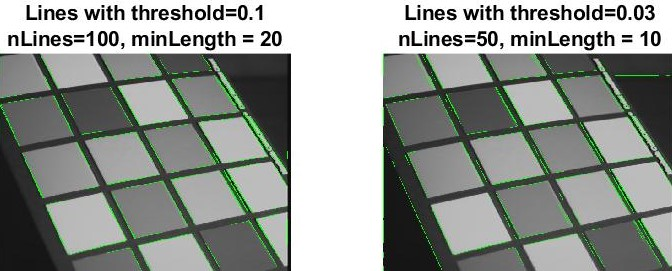 Lines with threshold=0.1
nLines=100, minLength = 20
Lines with threshold=0.03
nLines=50, minLength = 10